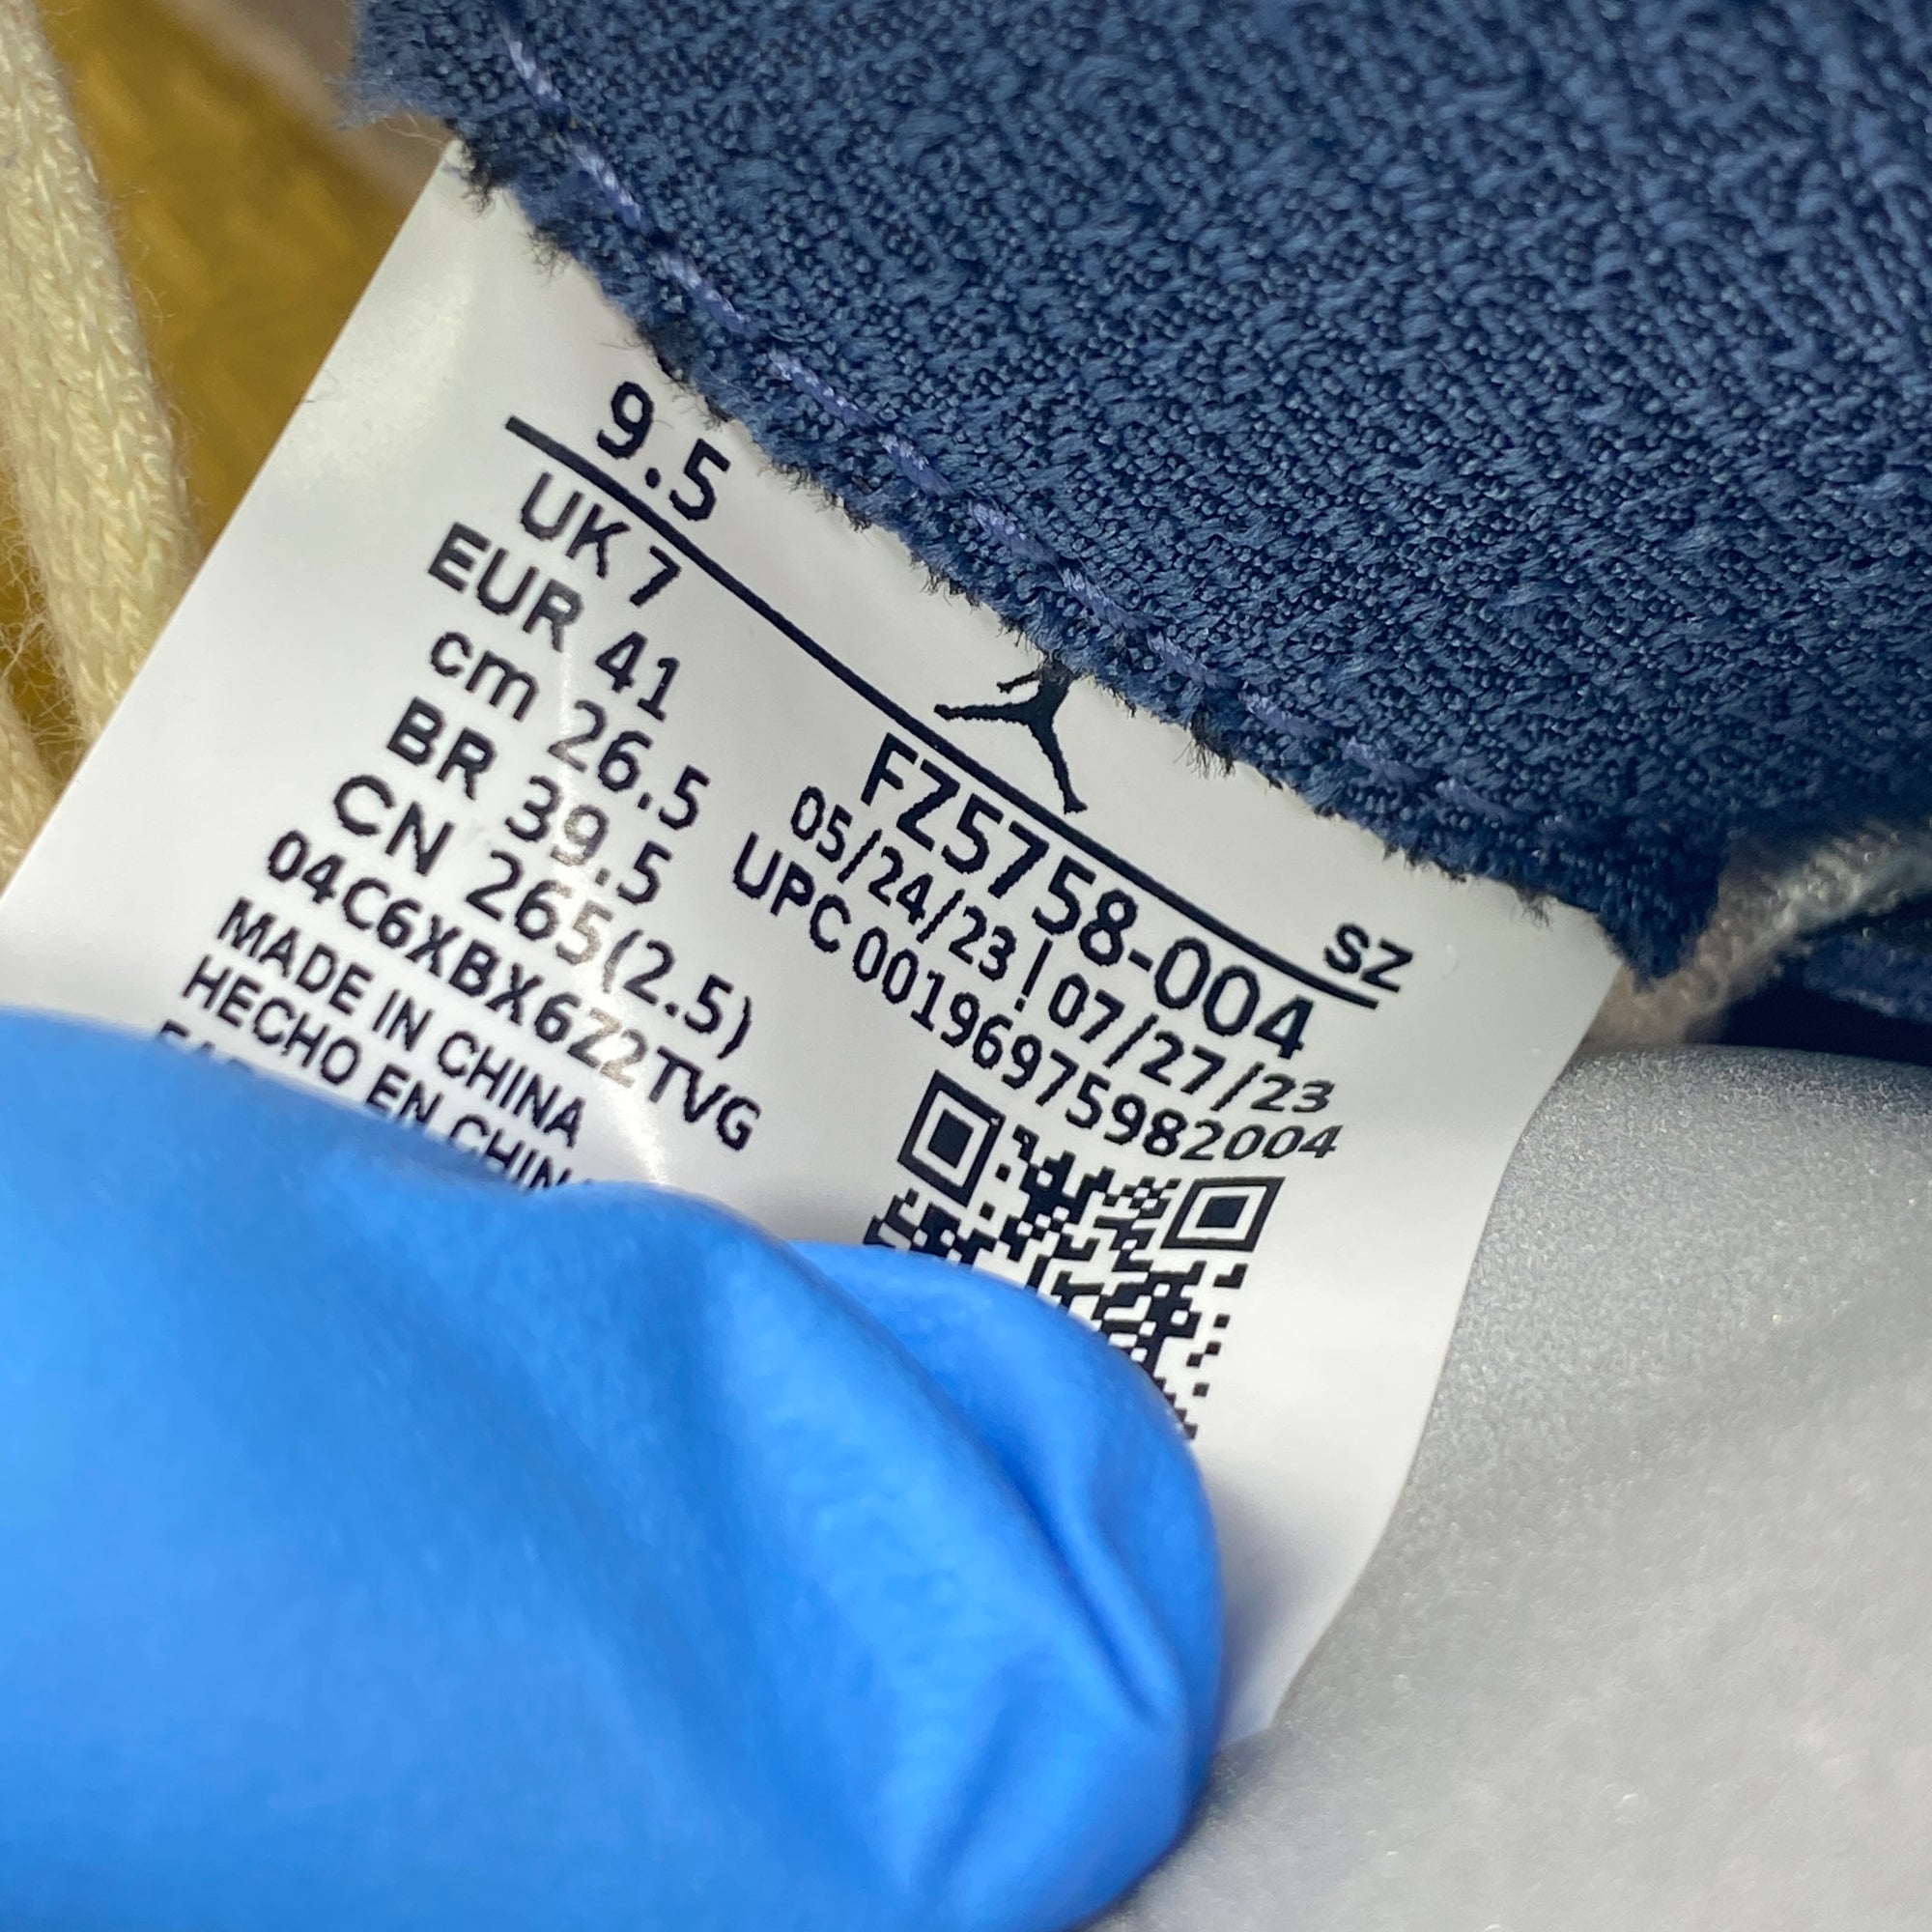 9.5
SZ
UK 7
EUR 41
cm 26.5
BR 39.5
CN 265(2.5)
04C6XBX6Z2TVG
MADE IN CHINA
HECHO EN CHIN
FZ5758-004
05/24/23 ! 07/27/23
UPC 00196975982004